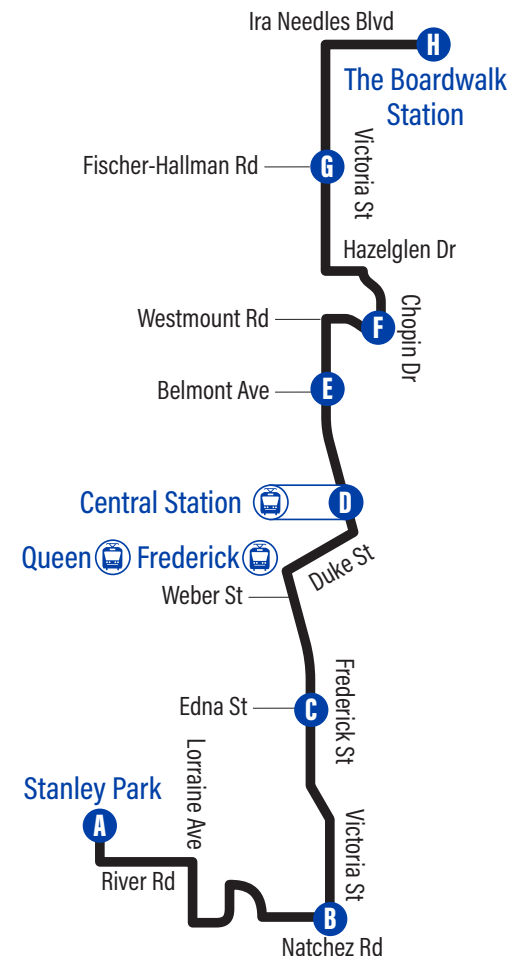 Ira Needles Blvd
H
The Boardwalk
Station
Victoria St
Fischer-Hallman Rd
G
Hazelglen Dr
Chopin Dr
Westmount Rd
F
Belmont Ave
E
Central Station
D
Queen Frederick
Duke St
Weber St
Frederick St
Edna St
C
Lorraine Ave
Stanley Park
A
Victoria St
River Rd
B
Natchez Rd